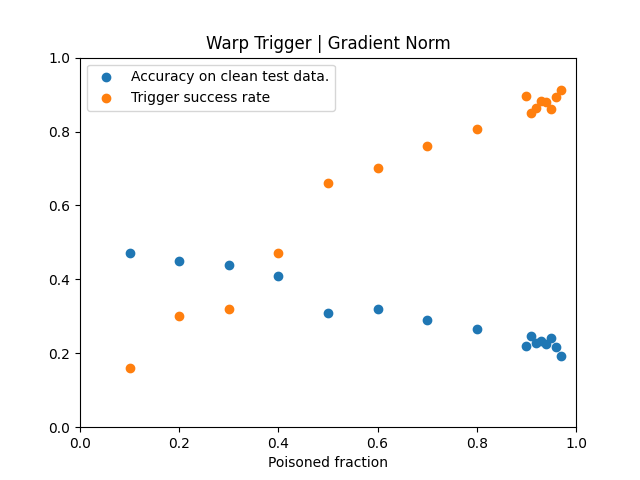 Warp Trigger | Gradient Norm
Accuracy on clean test data.
Trigger success rate
1.0
0.8
0.6
0.4
0.2
0.0
0.0 0.2 0.4 0.6 0.8 1.0
Poisoned fraction